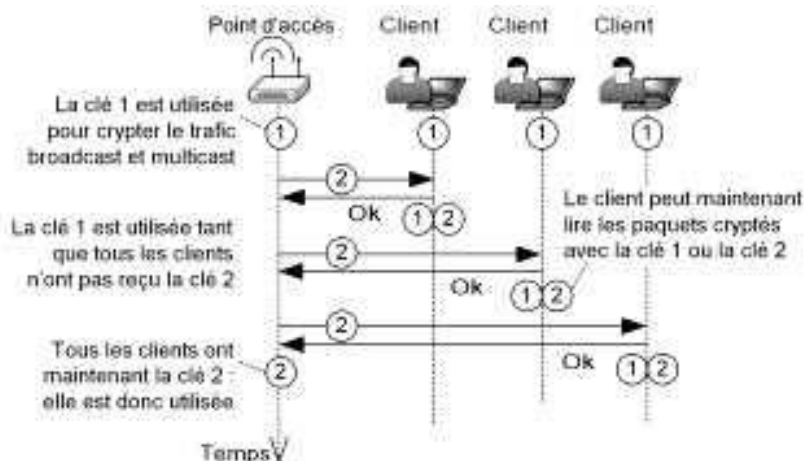 Point d'accès
Client
Client
Client
La clé 1 est utilisée
pour crypter le trafic
broadcast et multicast
1
1
1
1
2
Ok
1 2
Le client peut maintenant
lire les paquets cryptés
avec la clé 1 ou la clé 2
La clé 1 est utilisée tant
que tous les clients
n'ont pas reçu la clé 2
2
Ok
1 2
2
Ok
1 2
Tous les clients ont
maintenant la clé 2 :
elle est donc utilisée
2
Temps